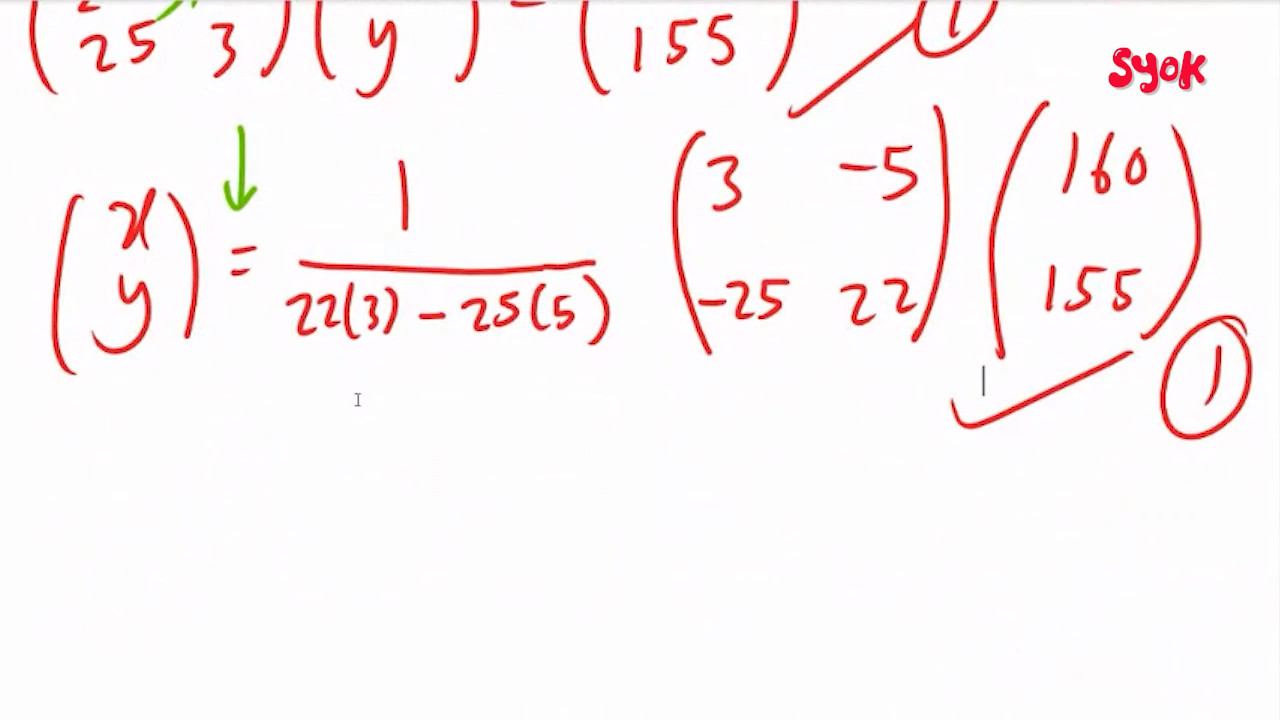 (25 3)(y) = (155) ①
syok
(x y) = 1 / 22(3) - 25(5) (3 -5
-25 22) (160
155) ①